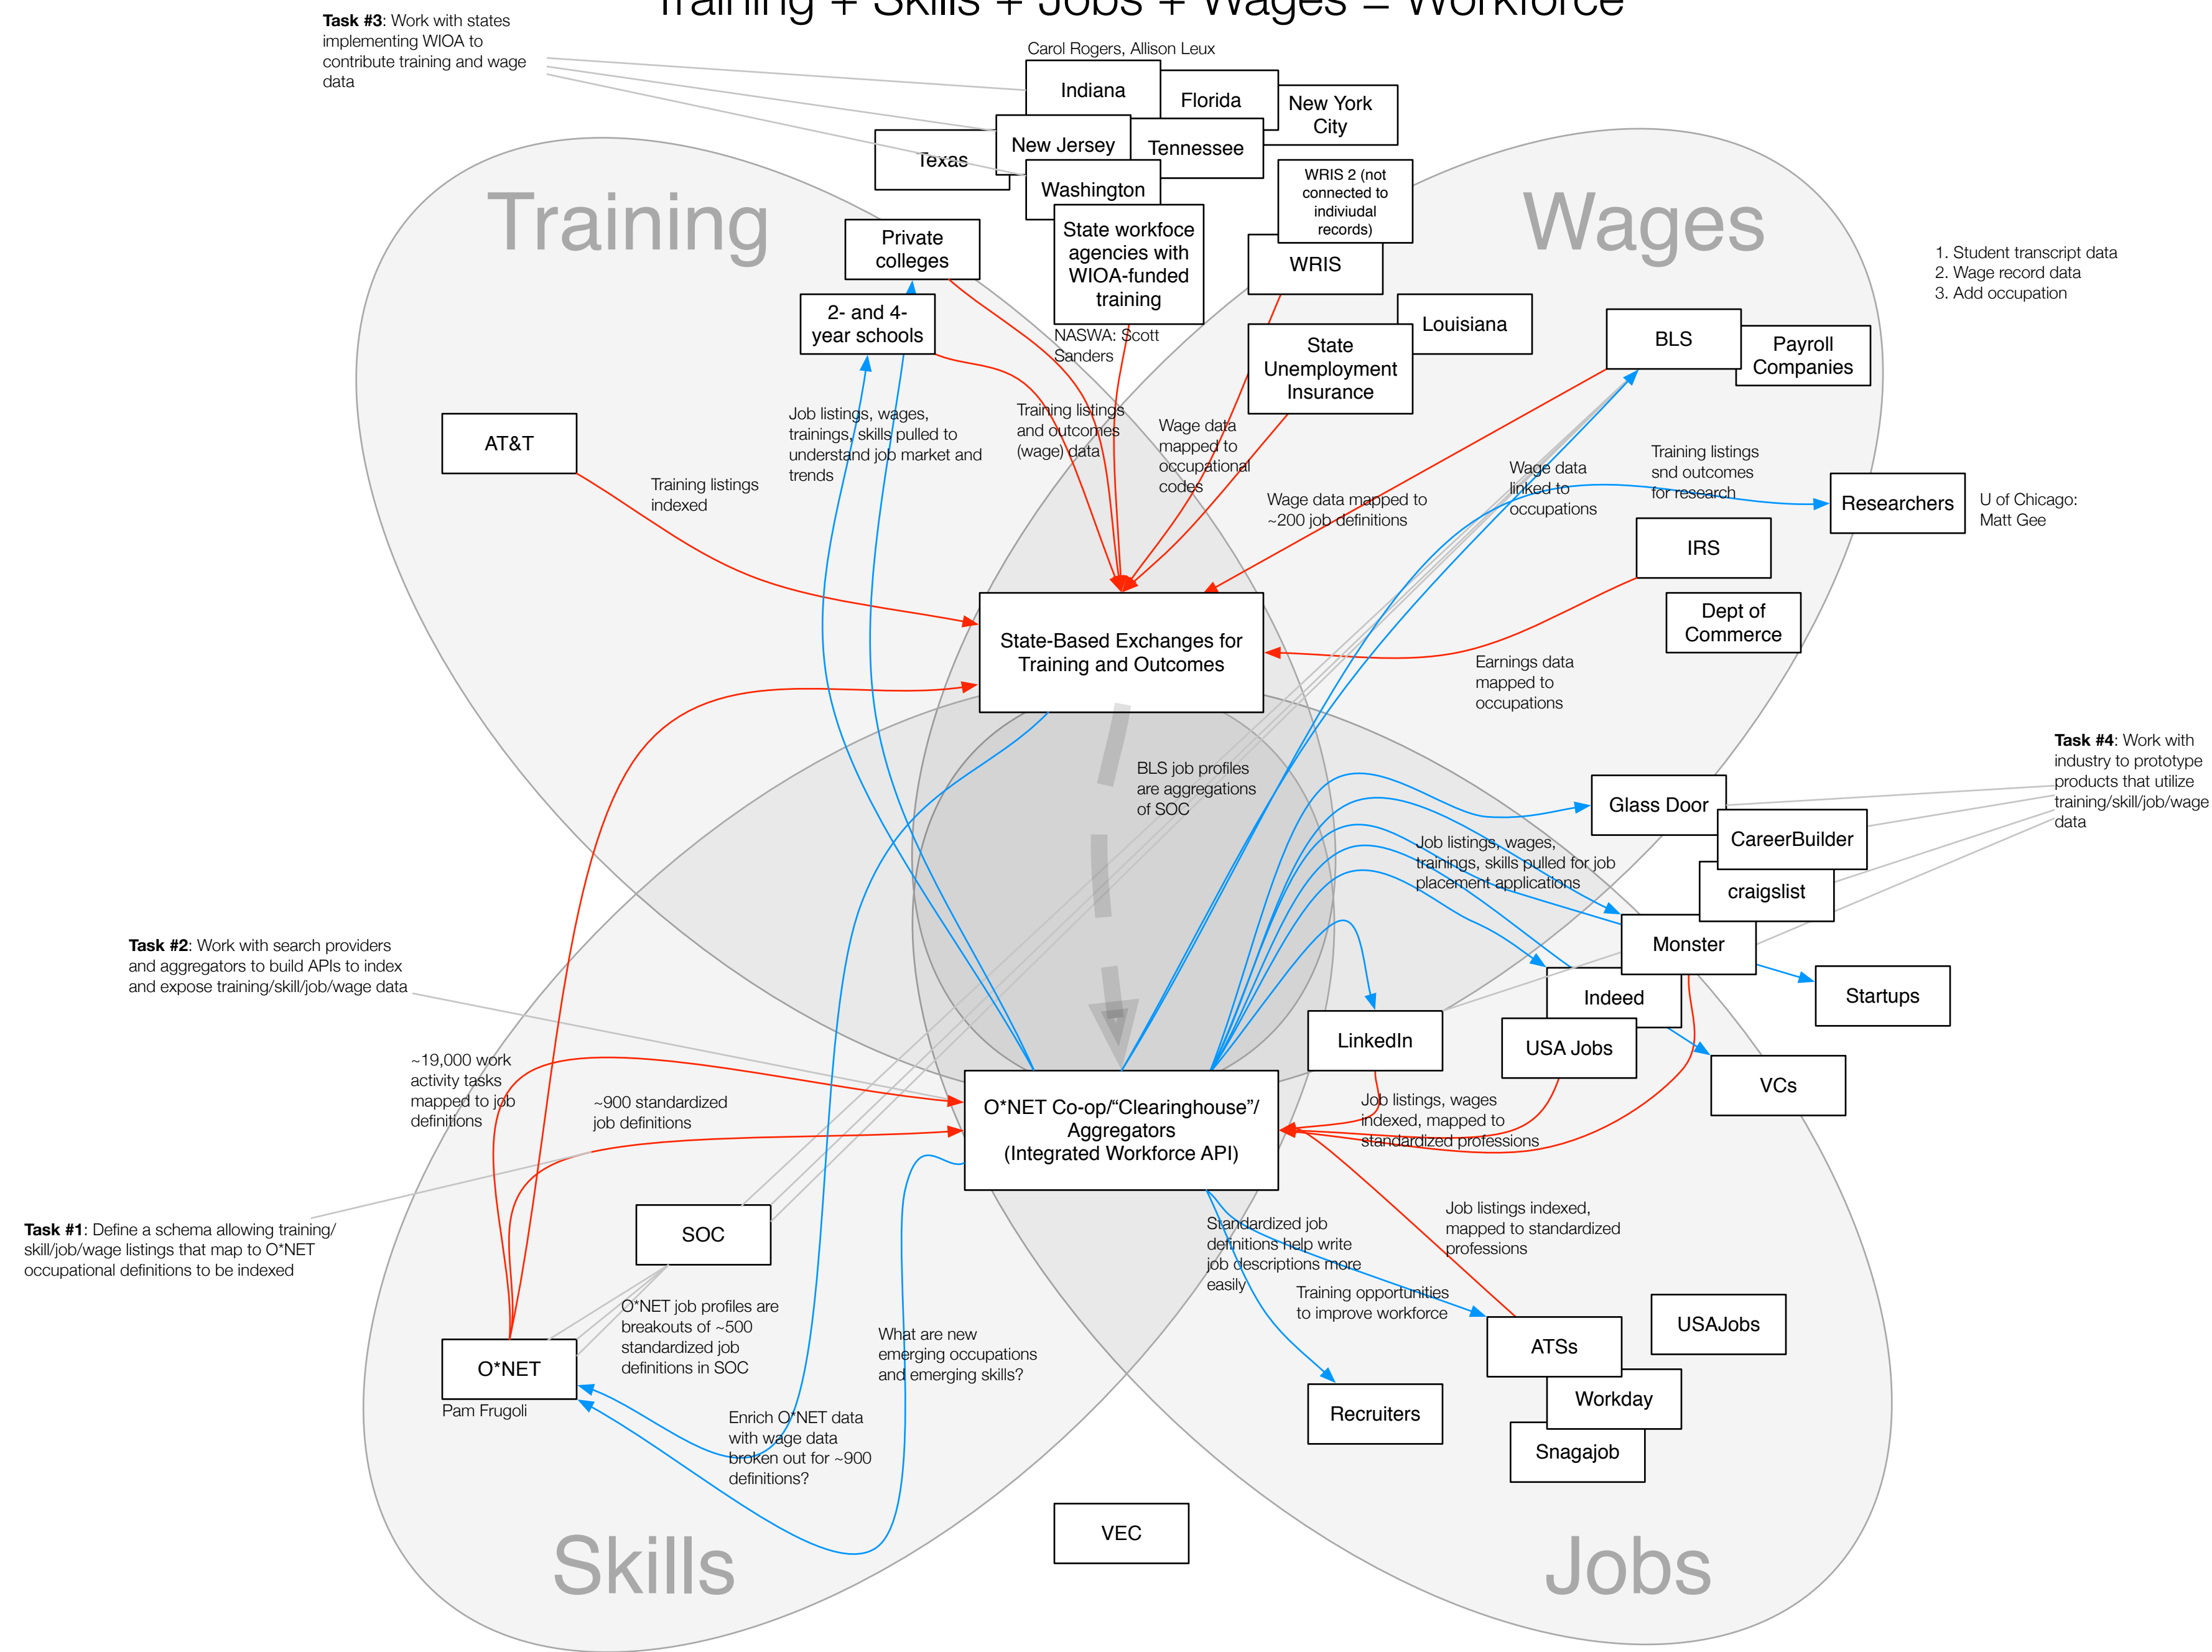 Training + Skills + Jobs + Wages = Workforce
Task #3: Work with states
implementing WIOA to
contribute training and wage
data
Carol Rogers, Allison Leux
Indiana
Florida
New York
City
New Jersey
Tennessee
Texas
Washington
WRIS 2 (not
connected to
indiviudal
records)
Training
Wages
Private
colleges
State workfoce
agencies with
WIOA-funded
training
WRIS
1. Student transcript data
2. Wage record data
3. Add occupation
2- and 4-
year schools
NASWA: Scott
Sanders
Louisiana
State
Unemployment
Insurance
BLS
Payroll
Companies
AT&T
Job listings, wages,
trainings, skills pulled to
understand job market and
trends
Training listings
and outcomes
(wage) data
Wage data
mapped to
occupational
codes
Training listings
indexed
Wage data mapped to
~200 job definitions
Wage data
linked to
occupations
Training listings
snd outcomes
for research
Researchers
U of Chicago:
Matt Gee
IRS
Dept of
Commerce
State-Based Exchanges for
Training and Outcomes
Earnings data
mapped to
occupations
BLS job profiles
are aggregations
of SOC
Task #4: Work with
industry to prototype
products that utilize
training/skill/job/wage
data
Glass Door
CareerBuilder
craigslist
Job listings, wages,
trainings, skills pulled for job
placement applications
Monster
Task #2: Work with search providers
and aggregators to build APIs to index
and expose training/skill/job/wage data
Indeed
Startups
LinkedIn
USA Jobs
VCs
~19,000 work
activity tasks
mapped to job
definitions
~900 standardized
job definitions
O*NET Co-op/“Clearinghouse”/
Aggregators
(Integrated Workforce API)
Job listings, wages
indexed, mapped to
standardized professions
Task #1: Define a schema allowing training/
skill/job/wage listings that map to O*NET
occupational definitions to be indexed
SOC
Standardized job
definitions help write
job descriptions more
easily
Job listings indexed,
mapped to standardized
professions
Training opportunities
to improve workforce
O*NET job profiles are
breakouts of ~500
standardized job
definitions in SOC
What are new
emerging occupations
and emerging skills?
O*NET
Pam Frugoli
ATSs
USAJobs
Workday
Recruiters
Snagajob
Enrich O*NET data
with wage data
broken out for ~900
definitions?
VEC
Skills
Jobs